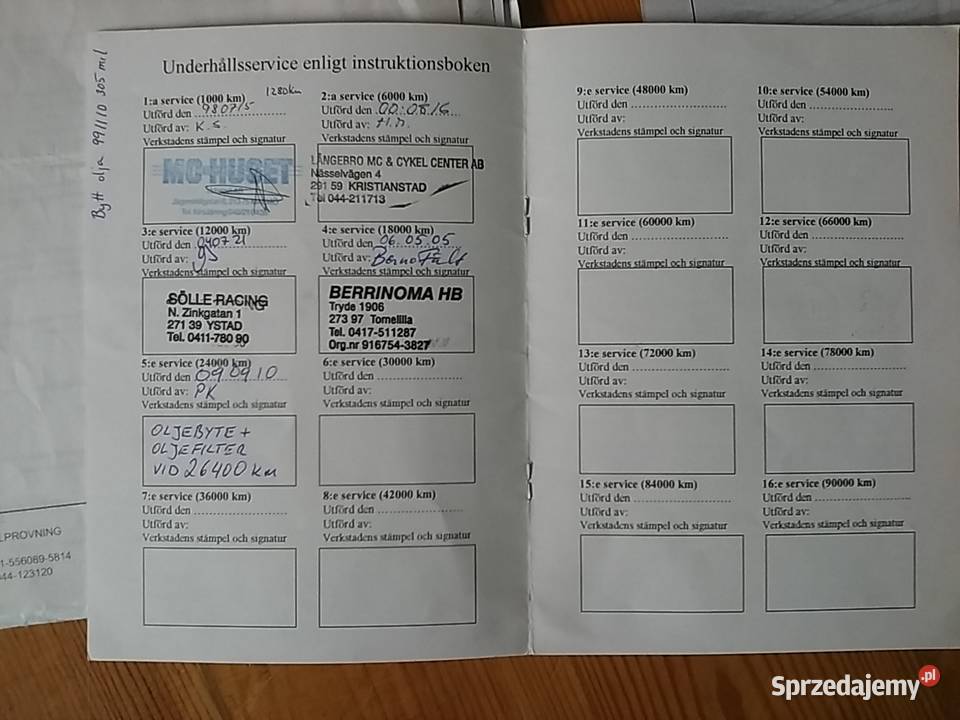 Bytt olja 991110 305 mil
Underhållsservice enligt instruktionsboken
1:a service (1000 km) 1280km
Utförd den 980715
Utförd av: K.S.
Verkstadens stämpel och signatur
MC-HUSET
2:a service (6000 km)
Utförd den 00:08/6
Utförd av: H.N.
Verkstadens stämpel och signatur
LÅNGEBRO MC & CYKEL CENTER AB
Nässelvägen 4
291 59 KRISTIANSTAD
Tel 044-211713
3:e service (12000 km)
Utförd den 040721
Utförd av:
Verkstadens stämpel och signatur
SÖLLE RACING
N. Zinkgatan 1
271 39 YSTAD
Tel. 0411-780 90
4:e service (18000 km)
Utförd den 06.05.05
Utförd av:
Verkstadens stämpel och signatur
BERRINOMA HB
Tryde 1906
273 97 Tomelilla
Tel. 0417-511287
Org.nr 916754-3827
5:e service (24000 km)
Utförd den 090910
Utförd av: PK
Verkstadens stämpel och signatur
OLJEBYTE +
OLJEFILTER
VID 26400 km
6:e service (30000 km)
Utförd den
Utförd av:
Verkstadens stämpel och signatur
7:e service (36000 km)
Utförd den
Utförd av:
Verkstadens stämpel och signatur
8:e service (42000 km)
Utförd den
Utförd av:
Verkstadens stämpel och signatur
9:e service (48000 km)
Utförd den
Utförd av:
Verkstadens stämpel och signatur
10:e service (54000 km)
Utförd den
Utförd av:
Verkstadens stämpel och signatur
11:e service (60000 km)
Utförd den
Utförd av:
Verkstadens stämpel och signatur
12:e service (66000 km)
Utförd den
Utförd av:
Verkstadens stämpel och signatur
13:e service (72000 km)
Utförd den
Utförd av:
Verkstadens stämpel och signatur
14:e service (78000 km)
Utförd den
Utförd av:
Verkstadens stämpel och signatur
15:e service (84000 km)
Utförd den
Utförd av:
Verkstadens stämpel och signatur
16:e service (90000 km)
Utförd den
Utförd av:
Verkstadens stämpel och signatur
LPROVNING
1-556089-5814
44-123120
Sprzedajemy.pl